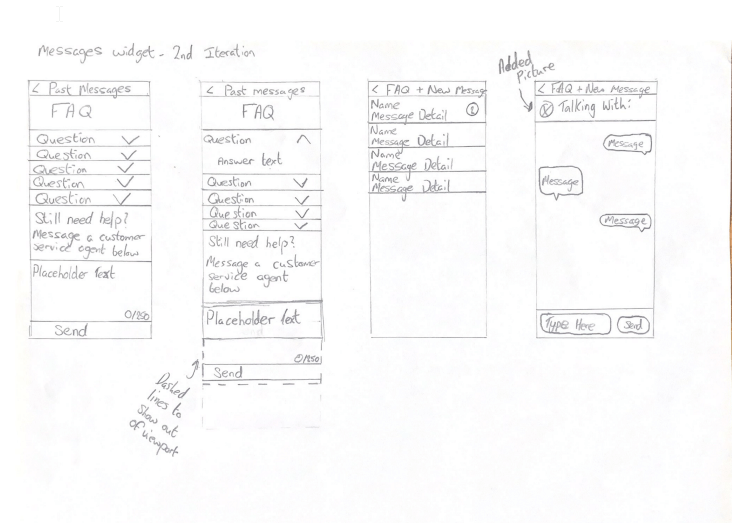 Messages widget - 2nd Iteration
< Past Messages
FAQ
Question
Question
Question
Question
Question
Still need help?
Message a customer
service agent below
Placeholder text
0/250
Send
< Past messages
FAQ
Question
Answer text
Question
Question
Question
Question
Still need help?
Message a customer
service agent
below
Placeholder text
0/250
Send
Dashed
lines to
show out
of viewport
< FAQ + New Message
Name
Message Detail
1
Name
Message Detail
Name
Message Detail
Name
Message Detail
Added
Picture
< FAQ + New Message
Talking With:
Message
Message
Message
Type Here
Send